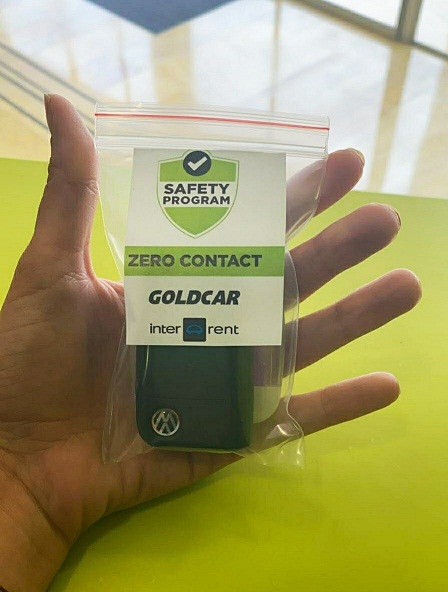 SAFETY
PROGRAM
ZERO CONTACT
GOLDCAR
inter rent